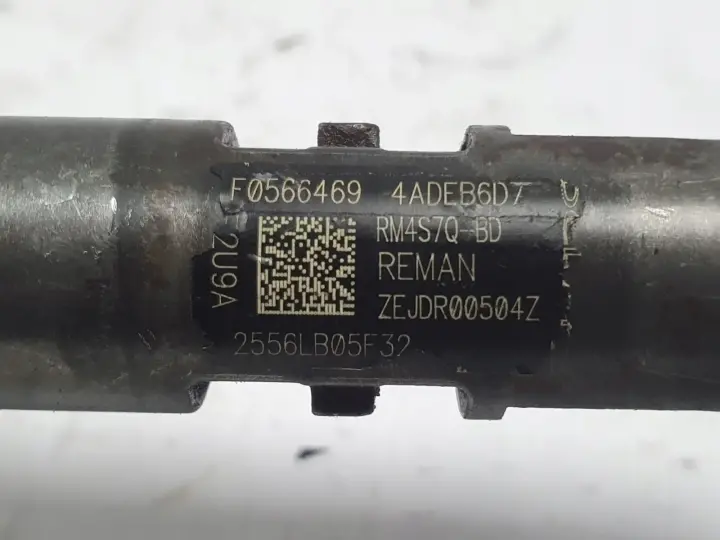 F0566469 4ADEB6D7
RM4S7Q-BD
2U9A
REMAN
ZEJDR00504Z
2556LB05F32